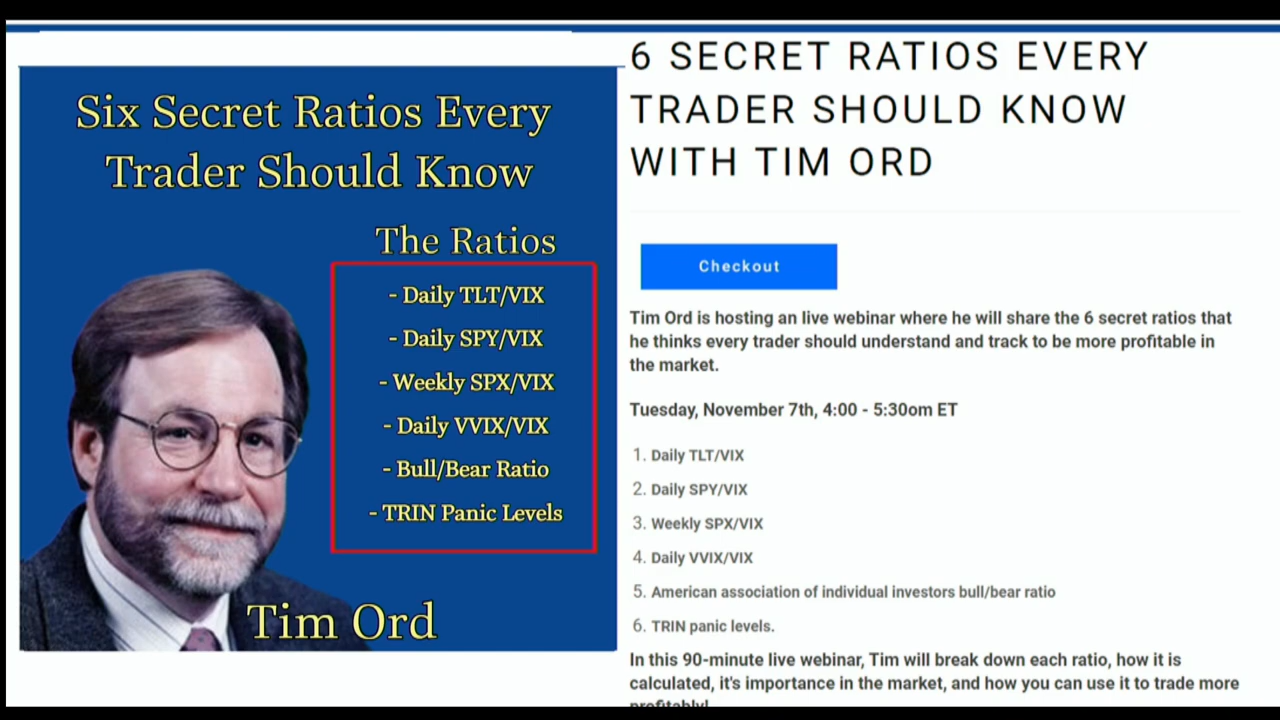 Six Secret Ratios Every
Trader Should Know
The Ratios
- Daily TLT/VIX
- Daily SPY/VIX
- Weekly SPX/VIX
- Daily VVIX/VIX
- Bull/Bear Ratio
- TRIN Panic Levels
Tim Ord
6 SECRET RATIOS EVERY
TRADER SHOULD KNOW
WITH TIM ORD
Checkout
Tim Ord is hosting an live webinar where he will share the 6 secret ratios that
he thinks every trader should understand and track to be more profitable in
the market.
Tuesday, November 7th, 4:00 - 5:30om ET
1. Daily TLT/VIX
2. Daily SPY/VIX
3. Weekly SPX/VIX
4. Daily VVIX/VIX
5. American association of individual investors bull/bear ratio
6. TRIN panic levels.
In this 90-minute live webinar, Tim will break down each ratio, how it is
calculated, it's importance in the market, and how you can use it to trade more
profitably!